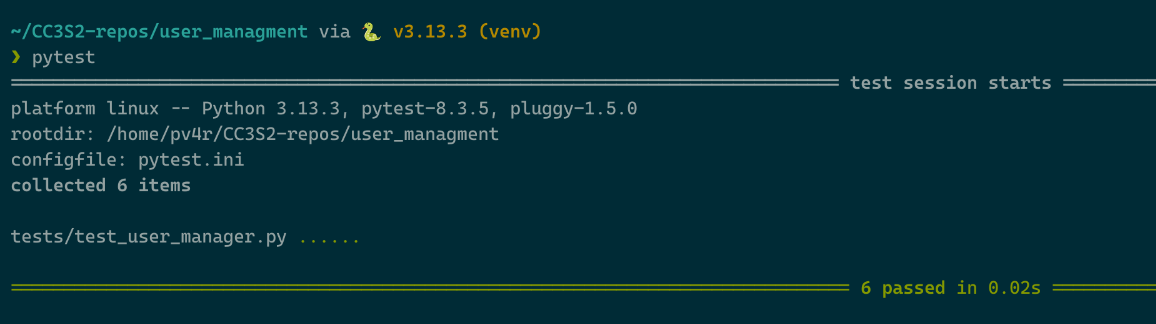 ~/CC3S2-repos/user_managment via 🐍 v3.13.3 (venv)
❯ pytest
═══════════════ test session starts ═══════════════
platform linux -- Python 3.13.3, pytest-8.3.5, pluggy-1.5.0
rootdir: /home/pv4r/CC3S2-repos/user_managment
configfile: pytest.ini
collected 6 items
tests/test_user_manager.py ......
═══════════════ 6 passed in 0.02s ═══════════════